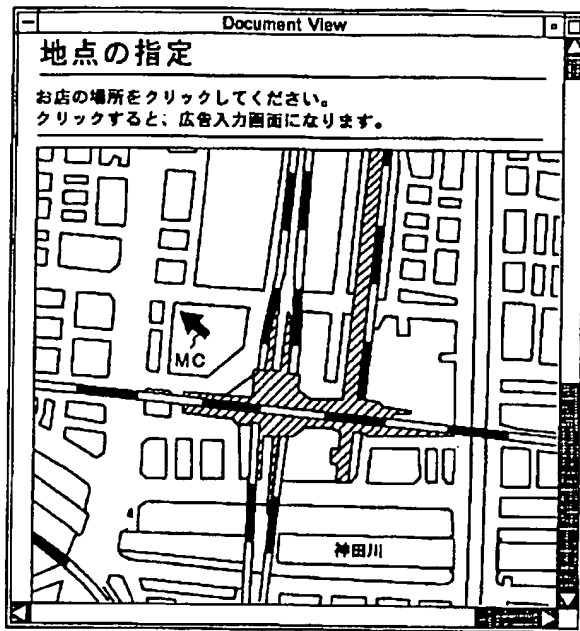 Document View
地点の指定
お店の場所をクリックしてください。
クリックすると、広告入力画面になります。
MC
神田川